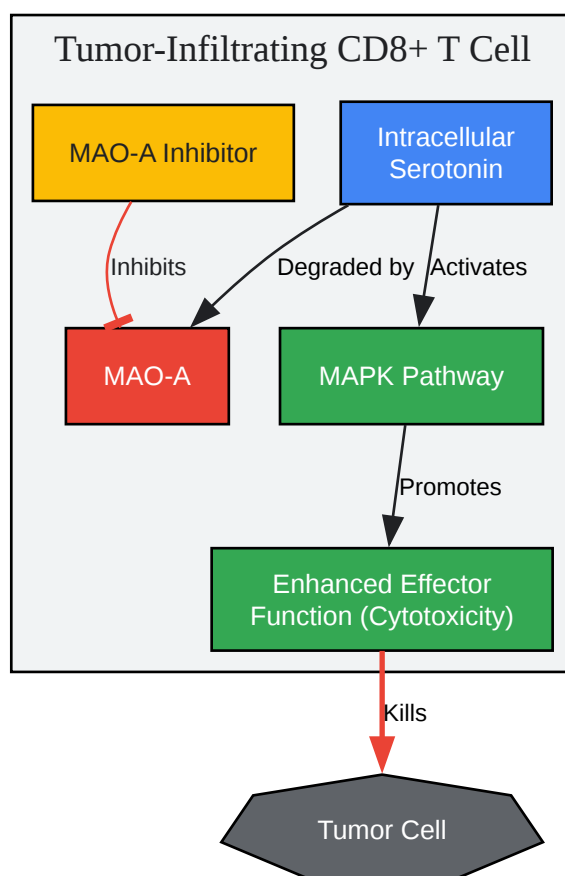 Tumor-Infiltrating CD8+ T Cell
MAO-A Inhibitor
Intracellular
Serotonin
Inhibits
Degraded by
Activates
MAO-A
MAPK Pathway
Promotes
Enhanced Effector
Function (Cytotoxicity)
Kills
Tumor Cell